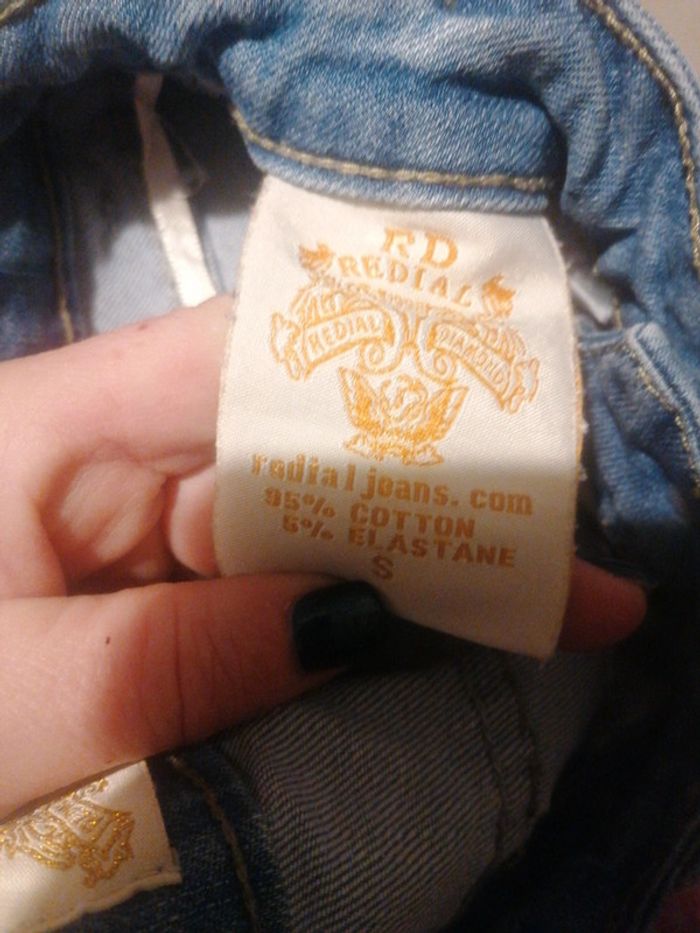 RD
REDIAL
REDIAL DIAMOND
redial jeans.com
95% COTTON
5% ELASTANE
S